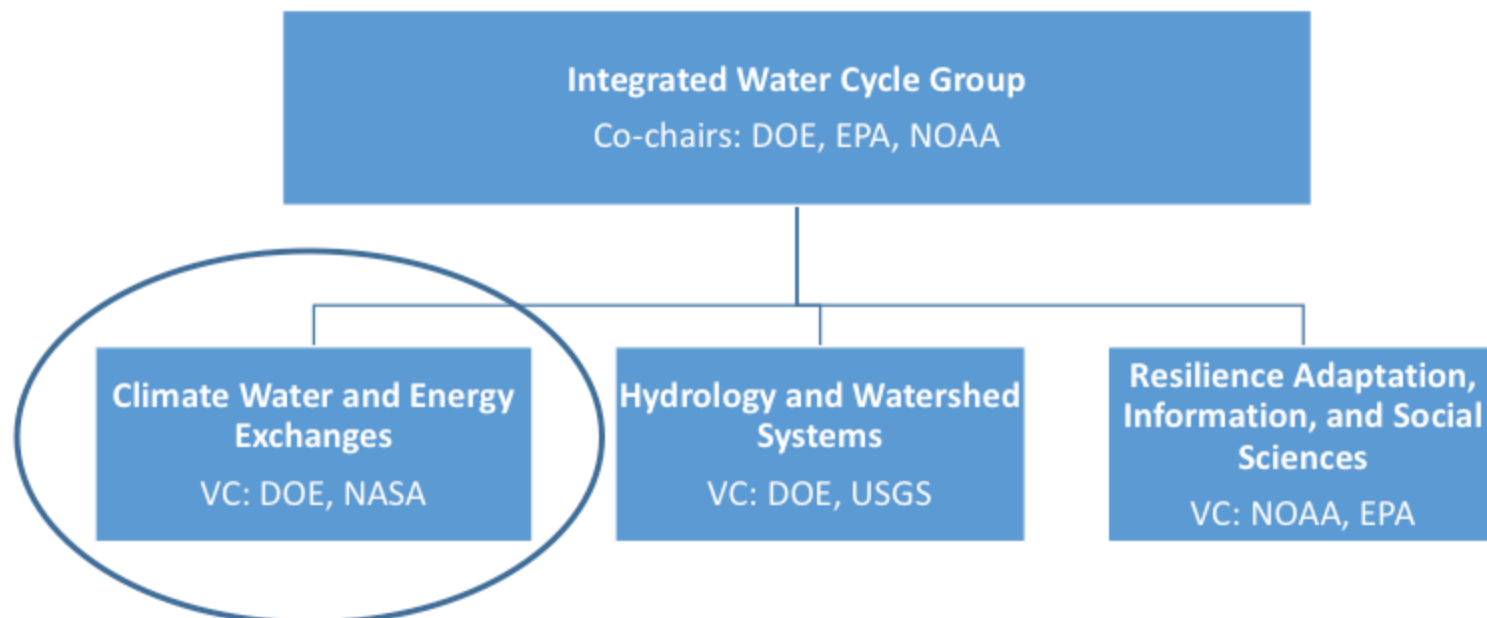 Integrated Water Cycle Group
Co-chairs: DOE, EPA, NOAA
Climate Water and Energy
Exchanges
VC: DOE, NASA
Hydrology and Watershed
Systems
VC: DOE, USGS
Resilience Adaptation,
Information, and Social
Sciences
VC: NOAA, EPA